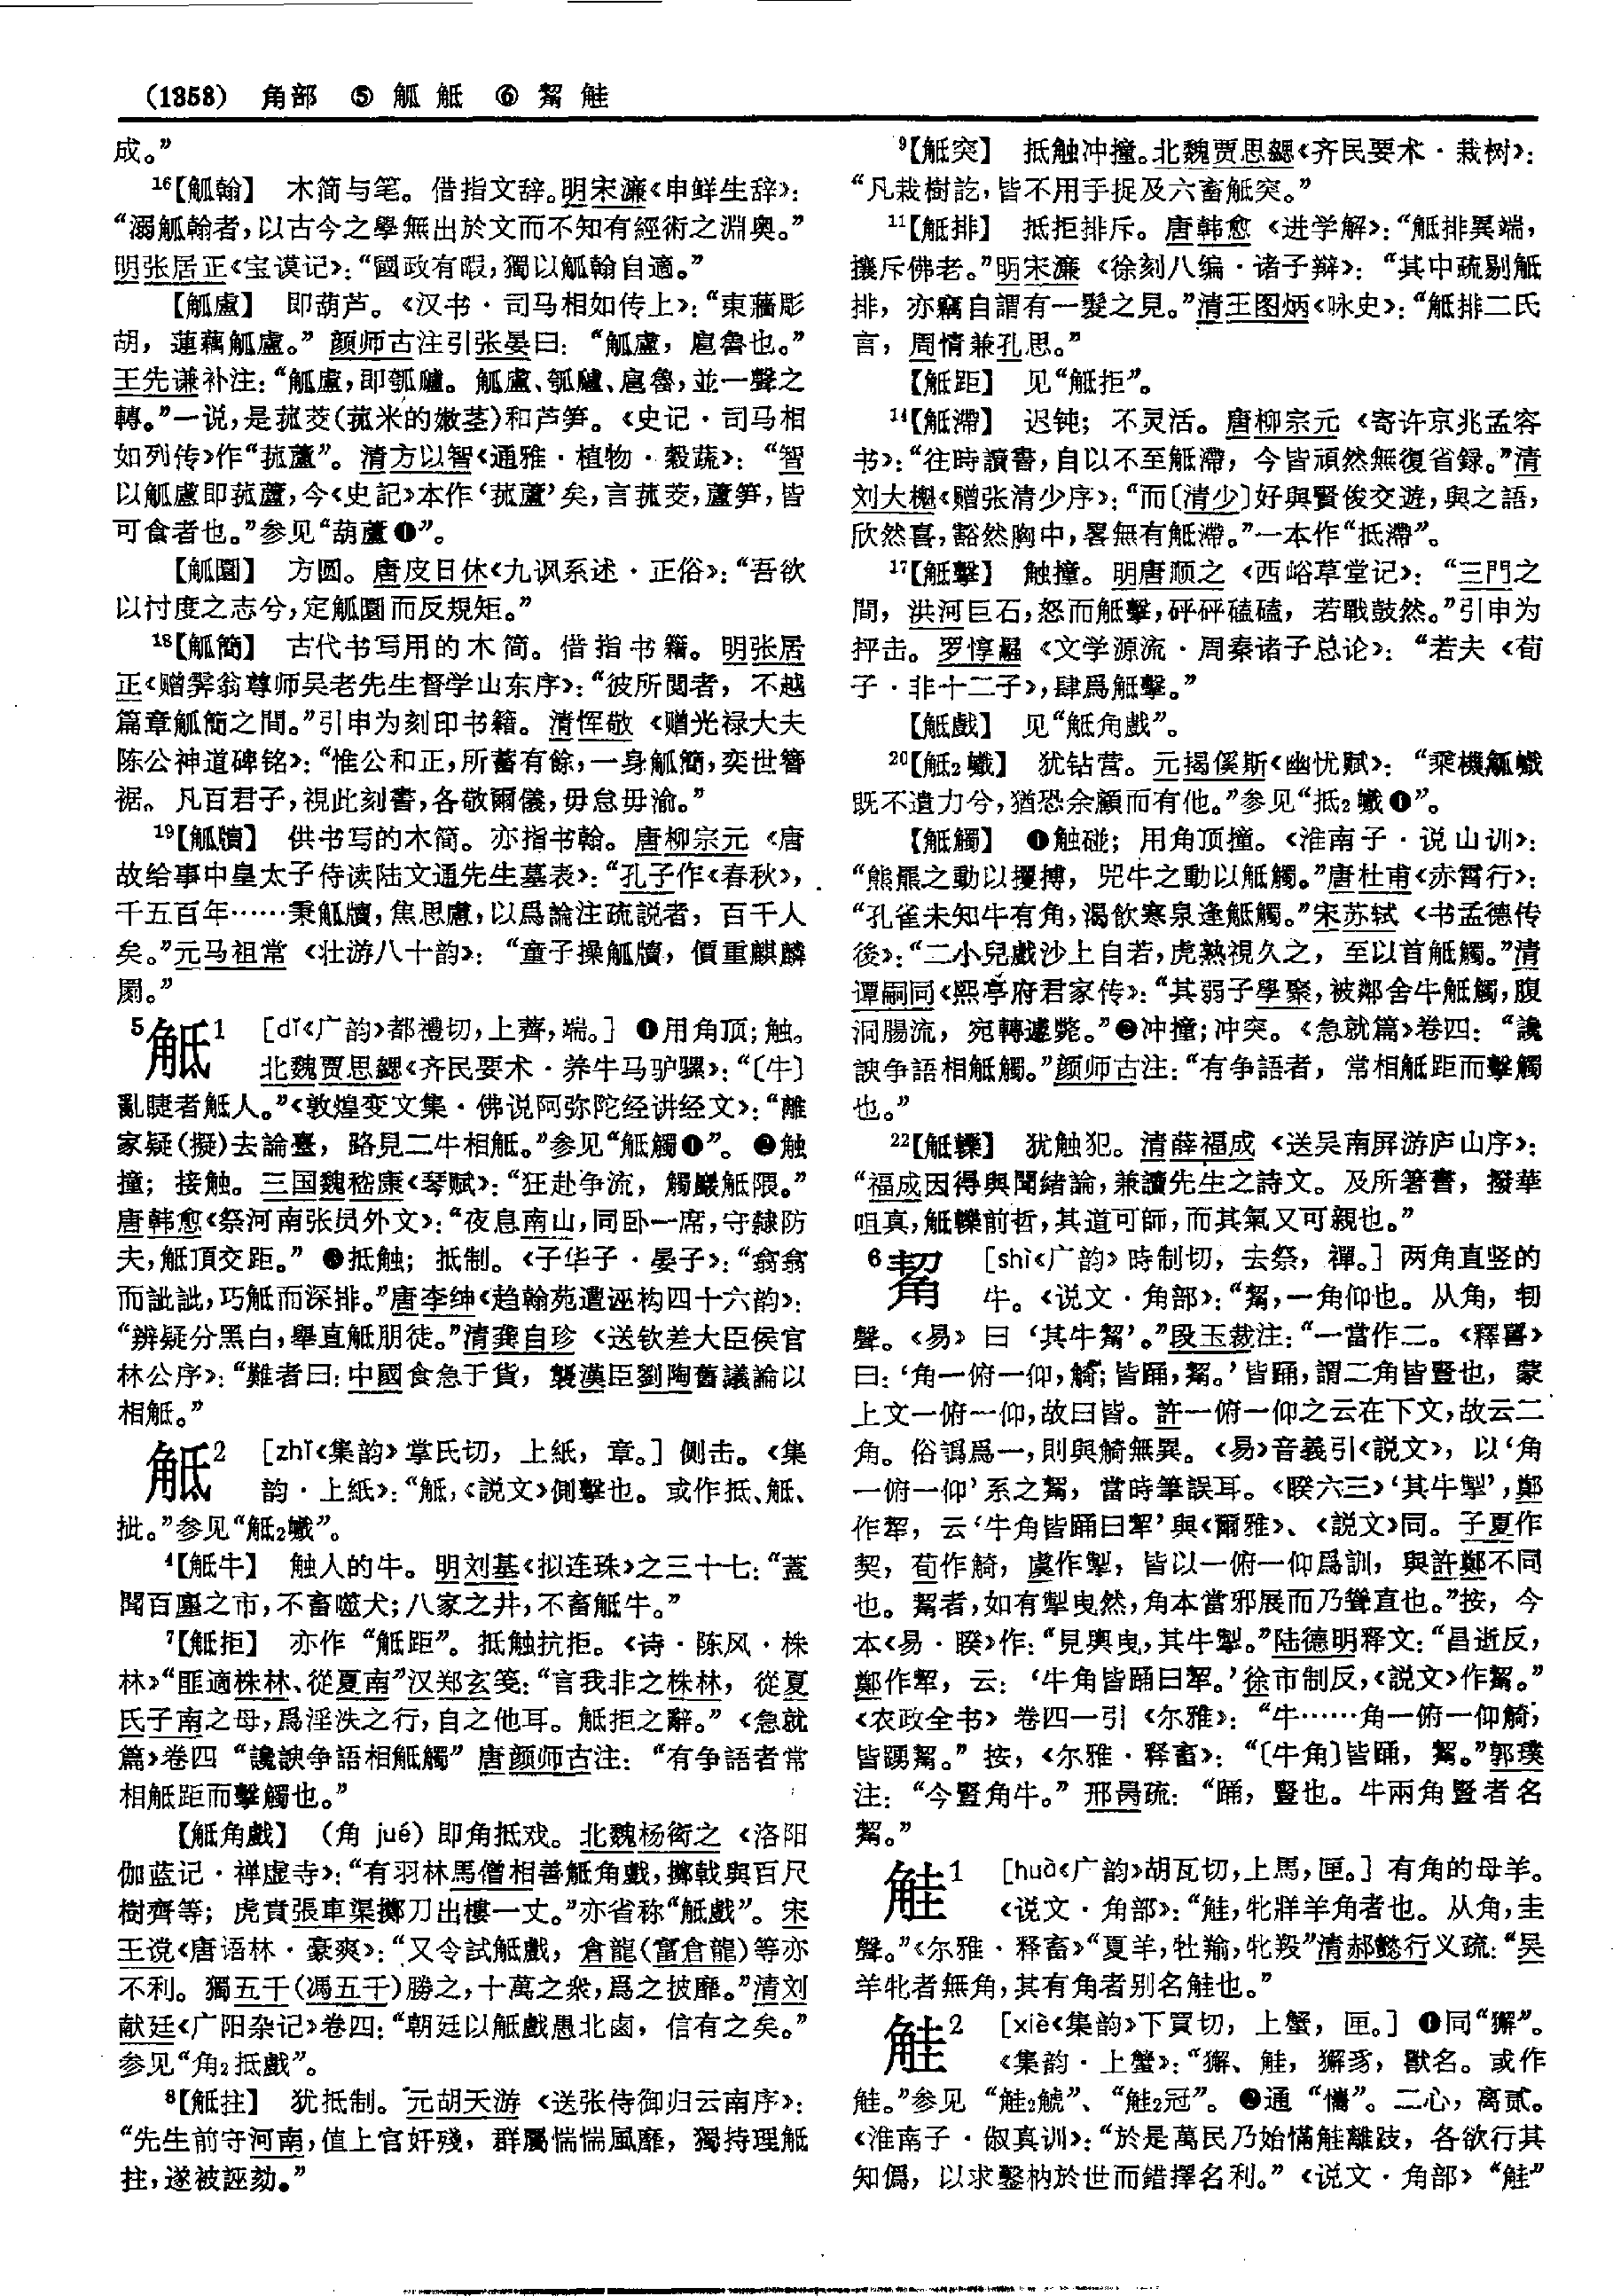 (1358) 角部 ⑤ 觚 觝 ⑥ 觢 觟
成。”
16【觚翰】 木简与笔。借指文辞。明宋濂《申鲜生辞》：
“溺觚翰者，以古今之學無出於文而不知有經術之淵奥。”
明张居正《宝谟记》：“國政有暇，獨以觚翰自適。”
【觚盧】 即葫芦。《汉书·司马相如传上》：“東蘠彫
胡，蓮藕觚盧。”颜师古注引张晏曰：“觚盧，扈魯也。”
王先谦补注：“觚盧，即瓠𤬛。觚盧、瓠𤬛、扈魯，並一聲之
轉。”一说，是菰茭(菰米的嫩茎)和芦笋。《史记·司马相
如列传》作“菰蘆”。清方以智《通雅·植物·穀蔬》：“智
以觚盧即菰蘆，今《史記》本作‘菰蘆’矣，言菰茭，蘆笋，皆
可食者也。”参见“葫蘆❶”。
【觚圜】 方圆。唐皮日休《九讽系述·正俗》：“吾欲
以忖度之志兮，定觚圜而反規矩。”
18【觚簡】 古代书写用的木简。借指书籍。明张居
正《赠霁翁尊师吴老先生督学山东序》：“彼所閲者，不越
篇章觚簡之間。”引申为刻印书籍。清恽敬《赠光禄大夫
陈公神道碑铭》：“惟公和正，所蓄有餘，一身觚簡，奕世簪
裾。凡百君子，視此刻書，各敬爾儀，毋怠毋渝。”
19【觚牘】 供书写的木简。亦指书翰。唐柳宗元《唐
故给事中皇太子侍读陆文通先生墓表》：“孔子作《春秋》，
千五百年……秉觚牘，焦思慮，以爲論注疏説者，百千人
矣。”元马祖常《壮游八十韵》：“童子操觚牘，價重麒麟
罽。”
5觝1 [dǐ《广韵》都禮切，上薺，端。] ❶用角顶；触。
北魏贾思勰《齐民要术·养牛马驴骡》：“〔牛〕
亂睫者觝人。”《敦煌变文集·佛说阿弥陀经讲经文》：“離
家疑(擬)去論臺，路見二牛相觝。”参见“觝觸❶”。❷触
撞；接触。三国魏嵇康《琴赋》：“狂赴争流，觸巖觝隈。”
唐韩愈《祭河南张员外文》：“夜息南山，同卧一席，守隸防
夫，觝頂交跖。”❸抵触；抵制。《子华子·晏子》：“翕翕
而訿訿，巧觝而深排。”唐李绅《趋翰苑遭诬构四十六韵》：
“辨疑分黑白，舉直觝朋徒。”清龚自珍《送钦差大臣侯官
林公序》：“難者曰：中國食急于貨，襲漢臣劉陶舊議論以
相觝。”
觝2 [zhǐ《集韵》掌氏切，上紙，章。] 侧击。《集
韵·上紙》：“觝，《説文》側擊也。或作抵、觝、
扯。”参见“觝2巇”。
4【觝牛】 触人的牛。明刘基《拟连珠》之三十七：“蓋
聞百廛之市，不畜噬犬；八家之井，不畜觝牛。”
7【觝拒】 亦作“觝距”。抵触抗拒。《诗·陈风·株
林》“匪適株林、從夏南”汉郑玄笺：“言我非之株林，從夏
氏子南之母，爲淫泆之行，自之他耳。觝拒之辭。”《急就
篇》卷四“讒諛争語相觝觸”唐颜师古注：“有争語者常
相觝距而擊觸也。”
【觝角戲】 (角 jué) 即角抵戏。北魏杨衒之《洛阳
伽蓝记·禅虚寺》：“有羽林馬僧相善觝角戲，擲戟與百尺
樹齊等；虎賁張車渠擲刀出樓一丈。”亦省称“觝戲”。宋
王谠《唐语林·豪爽》：“又令試觝戲，倉龍(富倉龍)等亦
不利。獨五千(馮五千)勝之，十萬之衆，爲之披靡。”清刘
献廷《广阳杂记》卷四：“朝廷以觝戲愚北鹵，信有之矣。”
参见“角2抵戲”。
8【觝拄】 犹抵制。元胡天游《送张侍御归云南序》：
“先生前守河南，值上官奸殘，群屬惴惴風靡，獨持理觝
拄，遂被誣劾。”
9【觝突】 抵触冲撞。北魏贾思勰《齐民要术·栽树》：
“凡栽樹訖，皆不用手捉及六畜觝突。”
11【觝排】 抵拒排斥。唐韩愈《进学解》：“觝排異端，
攘斥佛老。”明宋濂《徐刻八编·诸子辩》：“其中疏剔觝
排，亦竊自謂有一髮之見。”清王图炳《咏史》：“觝排二氏
言，周情兼孔思。”
【觝距】 见“觝拒”。
14【觝滯】 迟钝；不灵活。唐柳宗元《寄许京兆孟容
书》：“往時讀書，自以不至觝滯，今皆頑然無復省録。”清
刘大櫆《赠张清少序》：“而〔清少〕好與賢俊交遊，與之語，
欣然喜，豁然胸中，畧無有觝滯。”一本作“抵滯”。
17【觝擊】 触撞。明唐顺之《西峪草堂记》：“三門之
間，洪河巨石，怒而觝擊，砰砰磕磕，若戰鼓然。”引申为
抨击。罗惇曧《文学源流·周秦诸子总论》：“若夫《荀
子·非十二子》，肆爲觝擊。”
【觝戲】 见“觝角戲”。
20【觝2巇】 犹钻营。元揭傒斯《幽忧赋》：“乘機觝巇
既不遺力兮，猶恐余顧而有他。”参见“抵2巇❶”。
【觝觸】 ❶触碰；用角顶撞。《淮南子·说山训》：
“熊羆之動以攫搏，兕牛之動以觝觸。”唐杜甫《赤霄行》：
“孔雀未知牛有角，渴飲寒泉逢觝觸。”宋苏轼《书孟德传
後》：“二小兒戲沙上自若，虎熟視久之，至以首觝觸。”清
谭嗣同《熙亭府君家传》：“其弱子學聚，被鄰舍牛觝觸，腹
洞腸流，宛轉遽斃。”❷冲撞；冲突。《急就篇》卷四：“讒
諛争語相觝觸。”颜师古注：“有争語者，常相觝距而擊觸
也。”
22【觝轢】 犹触犯。清薛福成《送吴南屏游庐山序》：
“福成因得與聞緒論，兼讀先生之詩文。及所箸書，掇華
咀真，觝轢前哲，其道可師，而其氣又可親也。”
6觢 [shì《广韵》時制切，去祭，禪。] 两角直竖的
牛。《说文·角部》：“觢，一角仰也。从角，㓞
聲。《易》曰‘其牛觢’。”段玉裁注：“一當作二。《釋嘼》
曰：‘角一俯一仰，觭；皆踊，觢。’皆踊，謂二角皆豎也，蒙
上文一俯一仰，故曰皆。許一俯一仰之云在下文，故云二
角。俗譌爲一，則與觭無異。《易》音義引《説文》，以‘角
一俯一仰’系之觢，當時筆誤耳。《睽六三》‘其牛掣’，鄭
作犎，云‘牛角皆踊曰犎’與《爾雅》、《説文》同。子夏作
契，荀作觭，虞作掣，皆以一俯一仰爲訓，與許鄭不同
也。觢者，如有掣曳然，角本當邪展而乃聳直也。”按，今
本《易·睽》作：“見輿曳，其牛掣。”陆德明释文：“昌逝反，
鄭作犎，云：‘牛角皆踊曰犎。’徐市制反，《説文》作觢。”
《农政全书》卷四一引《尔雅》：“牛……角一俯一仰觭；
皆踴觢。”按，《尔雅·释畜》：“〔牛角〕皆踊，觢。”郭璞
注：“今豎角牛。”邢昺疏：“踊，豎也。牛兩角豎者名
觢。”
觟1 [huà《广韵》胡瓦切，上馬，匣。] 有角的母羊。
《说文·角部》：“觟，牝牂羊角者也。从角，圭
聲。”《尔雅·释畜》“夏羊，牡羭，牝羖”清郝懿行义疏：“吴
羊牝者無角，其有角者别名觟也。”
觟2 [xiè《集韵》下買切，上蟹，匣。] ❶同“獬”。
《集韵·上蟹》：“獬、觟，獬豸，獸名。或作
觟。”参见“觟2䚦”、“觟2冠”。❷通“懏”。二心，离贰。
《淮南子·俶真训》：“於是萬民乃始慲觟離跂，各欲行其
知僞，以求鑿枘於世而錯擇名利。”《说文·角部》“觟”